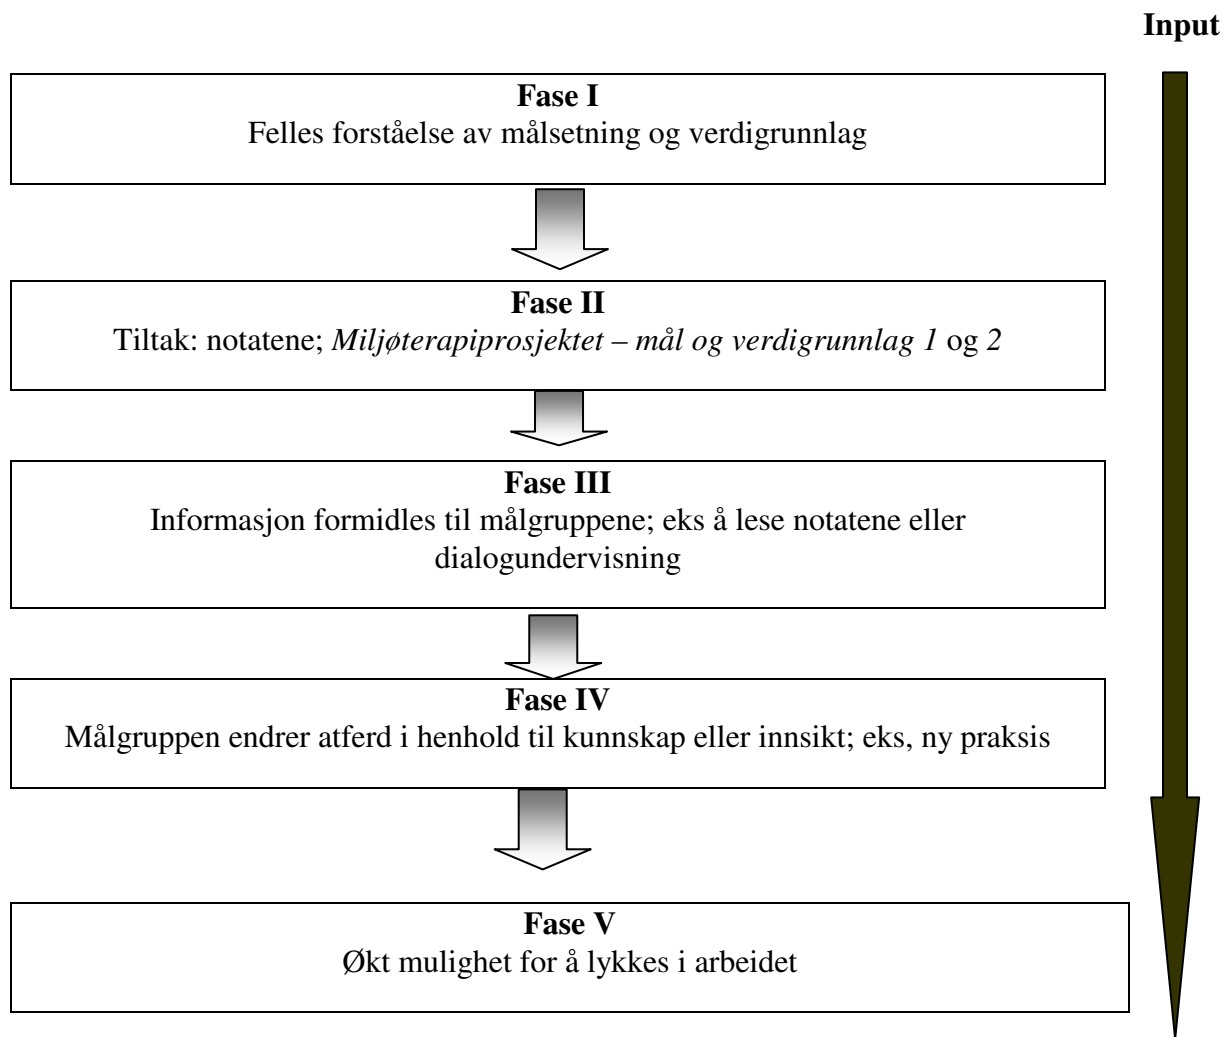 Input
Fase I
Felles forståelse av målsetning og verdigrunnlag
Fase II
Tiltak: notatene; Miljøterapiprosjektet – mål og verdigrunnlag 1 og 2
Fase III
Informasjon formidles til målgruppene; eks å lese notatene eller
dialogundervisning
Fase IV
Målgruppen endrer atferd i henhold til kunnskap eller innsikt; eks, ny praksis
Fase V
Økt mulighet for å lykkes i arbeidet